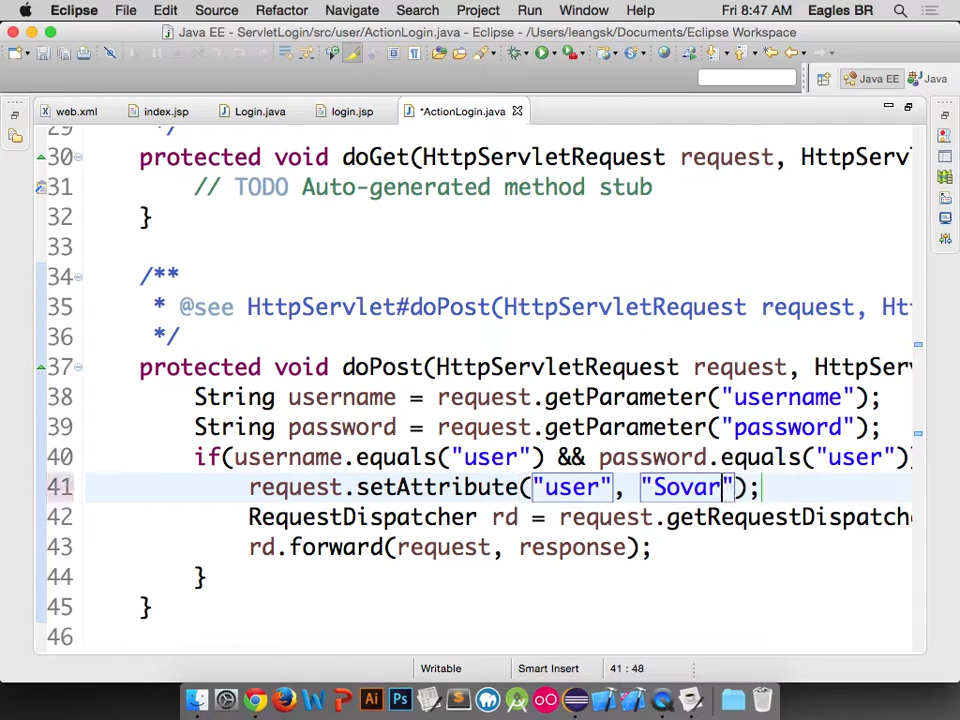 Eclipse File Edit Source Refactor Navigate Search Project Run Window Help Fri 8:47 AM Eagles BR
Java EE - ServletLogin/src/user/ActionLogin.java - Eclipse - /Users/leangsk/Documents/Eclipse Workspace
Java EE Java
web.xml index.jsp Login.java login.jsp *ActionLogin.java
29 */
30 protected void doGet(HttpServletRequest request, HttpServl
31 // TODO Auto-generated method stub
32 }
33
34 /**
35 * @see HttpServlet#doPost(HttpServletRequest request, Ht
36 */
37 protected void doPost(HttpServletRequest request, HttpServ
38 String username = request.getParameter("username");
39 String password = request.getParameter("password");
40 if(username.equals("user") && password.equals("user"))
41 request.setAttribute("user", "Sovar");
42 RequestDispatcher rd = request.getRequestDispatche
43 rd.forward(request, response);
44 }
45 }
46
Writable Smart Insert 41 : 48